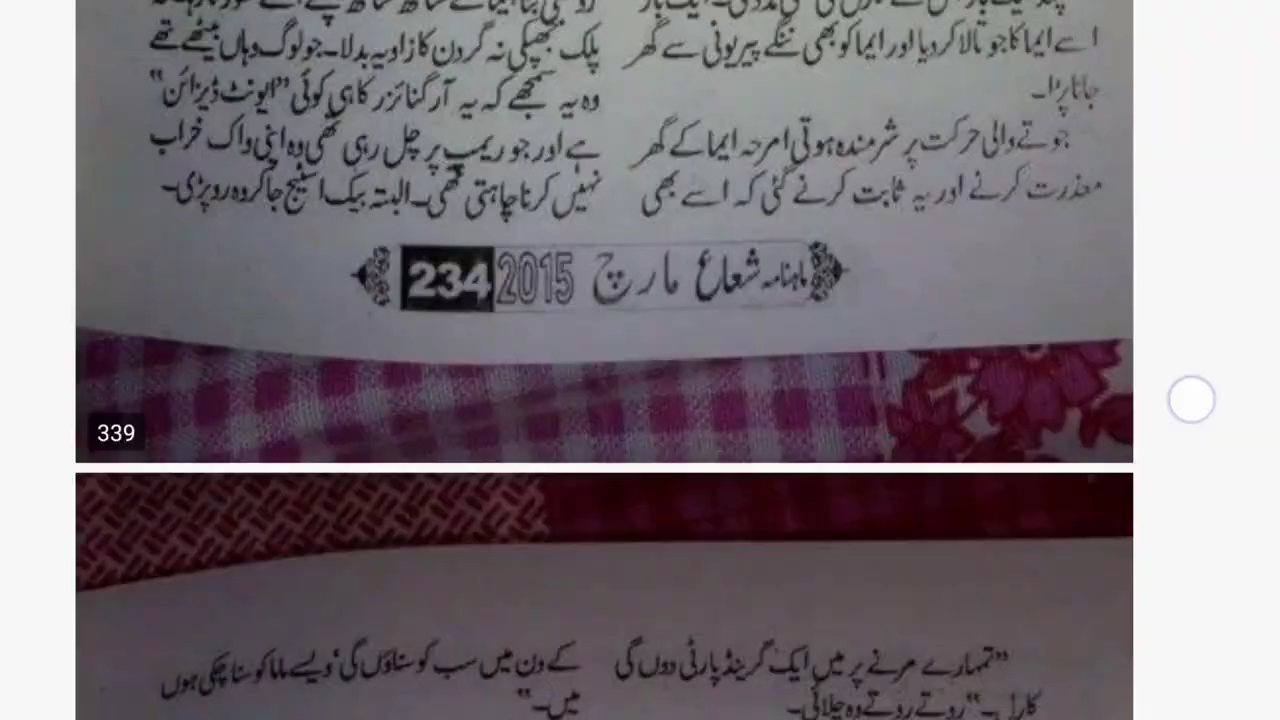 اسے ایما کا جوتا لا کر دیا اور ایما کو بھی ننگے پیر یونی سے گھر
جانا پڑا۔
جوتے والی حرکت پر شرمندہ ہوتی امرحہ ایما کے گھر
معذرت کرنے اور یہ ثابت کرنے گئی کہ اسے بھی
پلک جھپکی نہ گردن کا زاویہ بدلا۔ جو لوگ وہاں بیٹھے تھے
وہ یہ سمجھے کہ یہ آرگنائزر کا ہی کوئی ”ایونٹ ڈیزائن“
ہے اور جو ریمپ پر چل رہی تھی وہ اپنی واک خراب
نہیں کرنا چاہتی تھی۔ البتہ بیک اسٹیج جا کر وہ رو پڑی۔
ماہنامہ شعاع مارچ 2015 234
339
”تمہارے مرنے پر میں ایک گرینڈ پارٹی دوں گی
کارل۔“ روتے روتے وہ چلائی۔
کے دن میں سب کو سناؤں گی‘ ویسے ماما کو سنا چکی ہوں
میں۔“